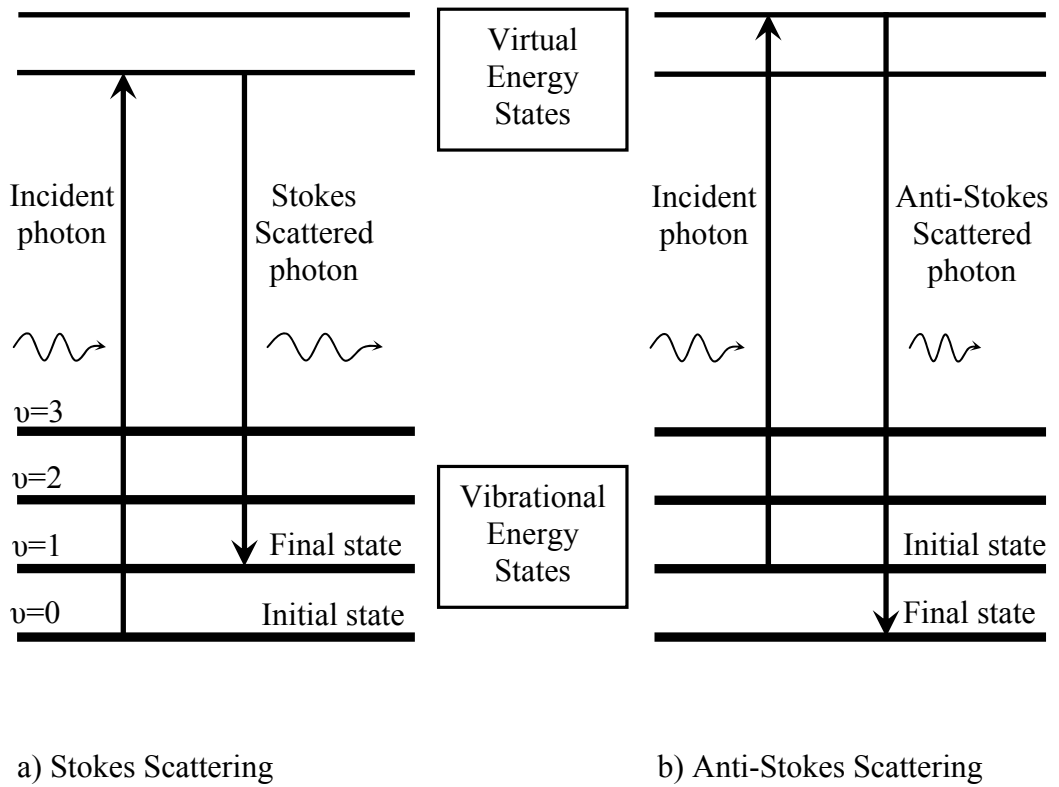 Virtual
Energy
States
Incident
photon
Stokes
Scattered
photon
υ=3
υ=2
υ=1
Final state
υ=0
Initial state
Vibrational
Energy
States
Incident
photon
Anti-Stokes
Scattered
photon
Initial state
Final state
a) Stokes Scattering
b) Anti-Stokes Scattering